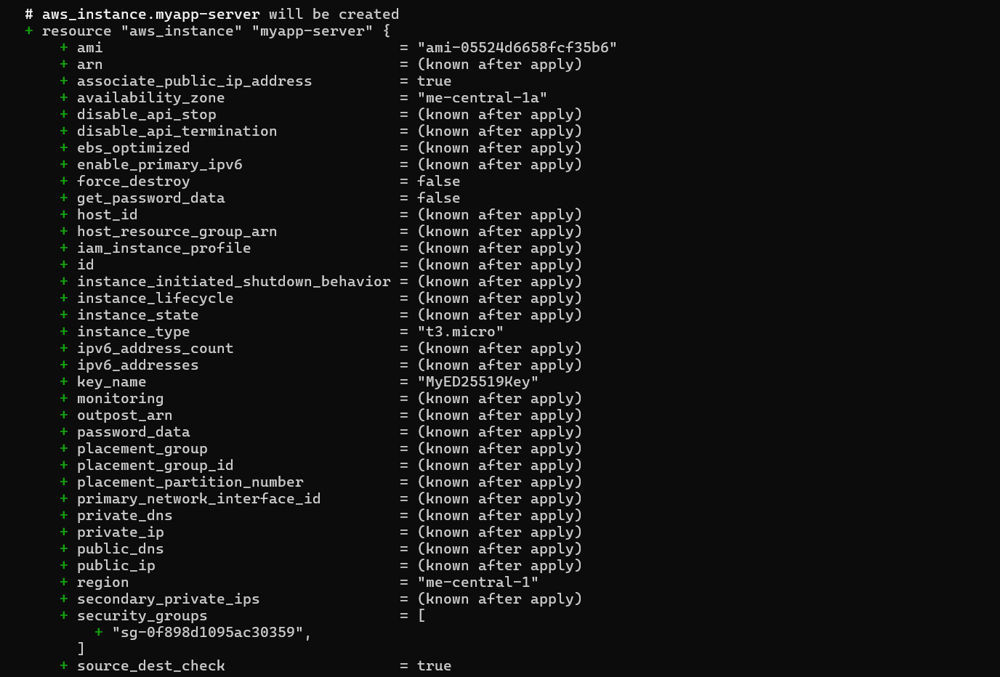 # aws_instance.myapp-server will be created
+ resource "aws_instance" "myapp-server" {
+ ami = "ami-05524d6658fcf35b6"
+ arn = (known after apply)
+ associate_public_ip_address = true
+ availability_zone = "me-central-1a"
+ disable_api_stop = (known after apply)
+ disable_api_termination = (known after apply)
+ ebs_optimized = (known after apply)
+ enable_primary_ipv6 = (known after apply)
+ force_destroy = false
+ get_password_data = false
+ host_id = (known after apply)
+ host_resource_group_arn = (known after apply)
+ iam_instance_profile = (known after apply)
+ id = (known after apply)
+ instance_initiated_shutdown_behavior = (known after apply)
+ instance_lifecycle = (known after apply)
+ instance_state = (known after apply)
+ instance_type = "t3.micro"
+ ipv6_address_count = (known after apply)
+ ipv6_addresses = (known after apply)
+ key_name = "MyED25519Key"
+ monitoring = (known after apply)
+ outpost_arn = (known after apply)
+ password_data = (known after apply)
+ placement_group = (known after apply)
+ placement_group_id = (known after apply)
+ placement_partition_number = (known after apply)
+ primary_network_interface_id = (known after apply)
+ private_dns = (known after apply)
+ private_ip = (known after apply)
+ public_dns = (known after apply)
+ public_ip = (known after apply)
+ region = "me-central-1"
+ secondary_private_ips = (known after apply)
+ security_groups = [
+ "sg-0f898d1095ac30359",
]
+ source_dest_check = true